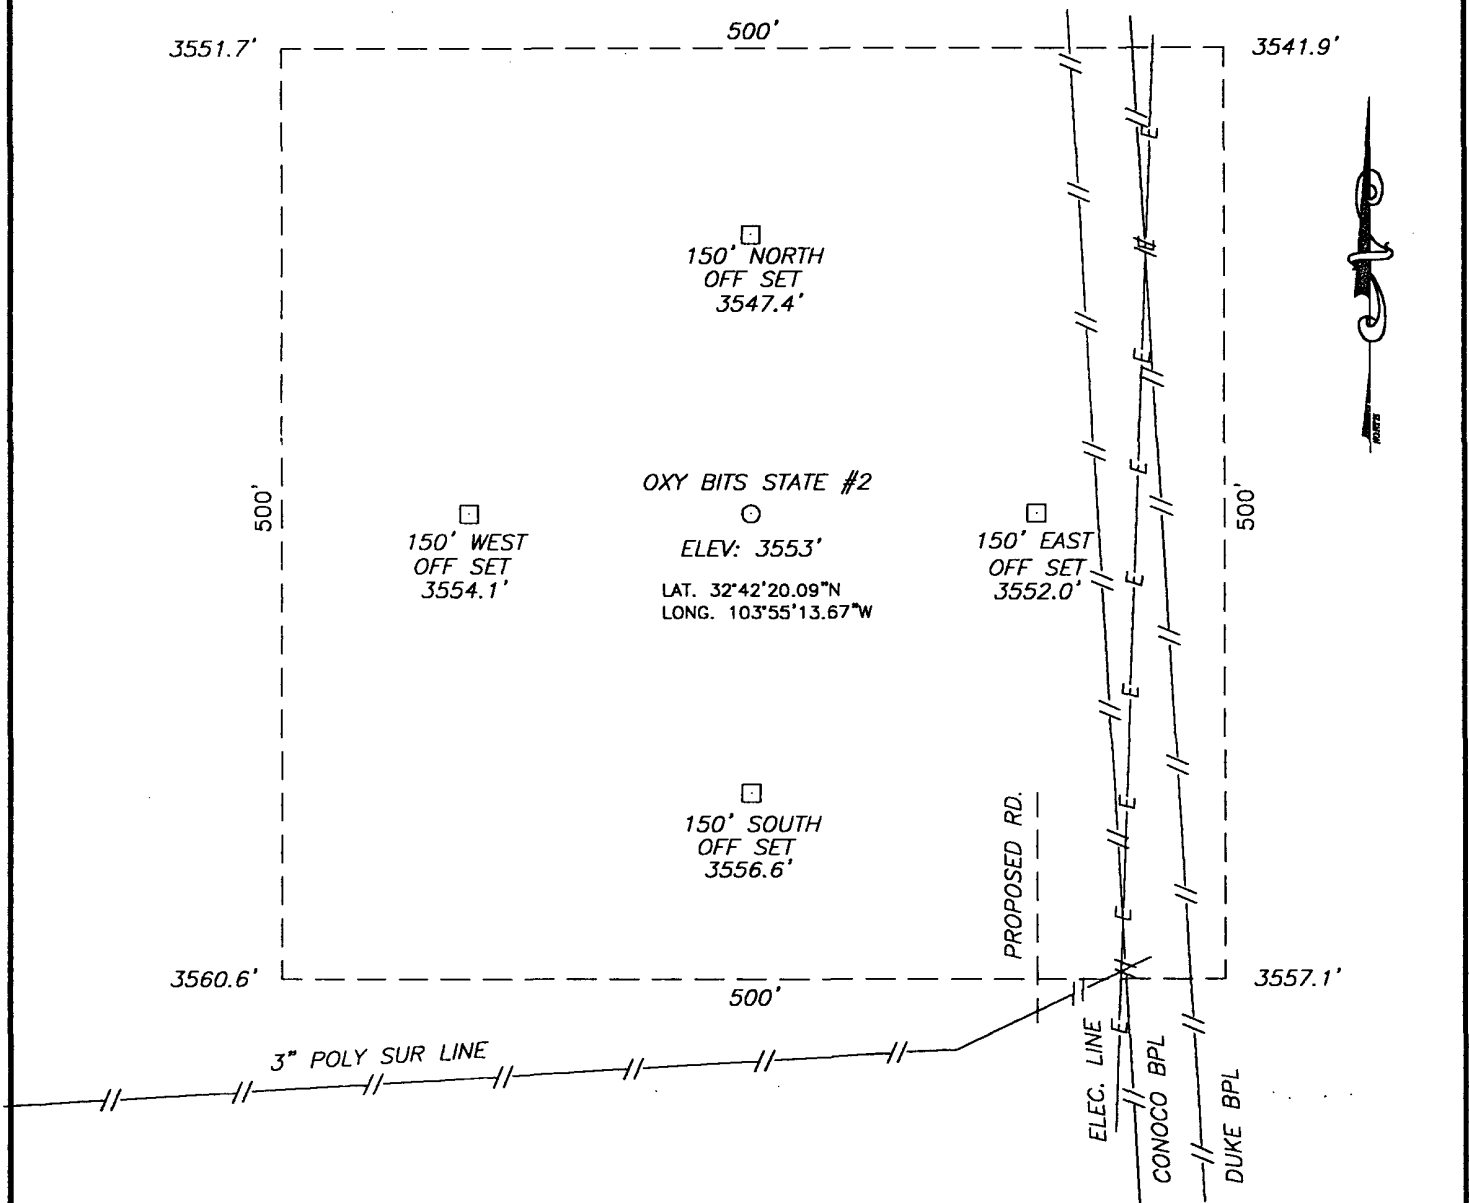 500'
3551.7'
3541.9'
150' NORTH
OFF SET
3547.4'
NORTH
OXY BITS STATE #2
500'
500'
150' WEST
OFF SET
3554.1'
ELEV: 3553'
LAT. 32°42'20.09"N
LONG. 103°55'13.67"W
150' EAST
OFF SET
3552.0'
E
E
E
E
E
E
E
E
150' SOUTH
OFF SET
3556.6'
PROPOSED RD.
3560.6'
500'
3557.1'
3" POLY SUR LINE
ELEC. LINE
CONOCO BPL
DUKE BPL